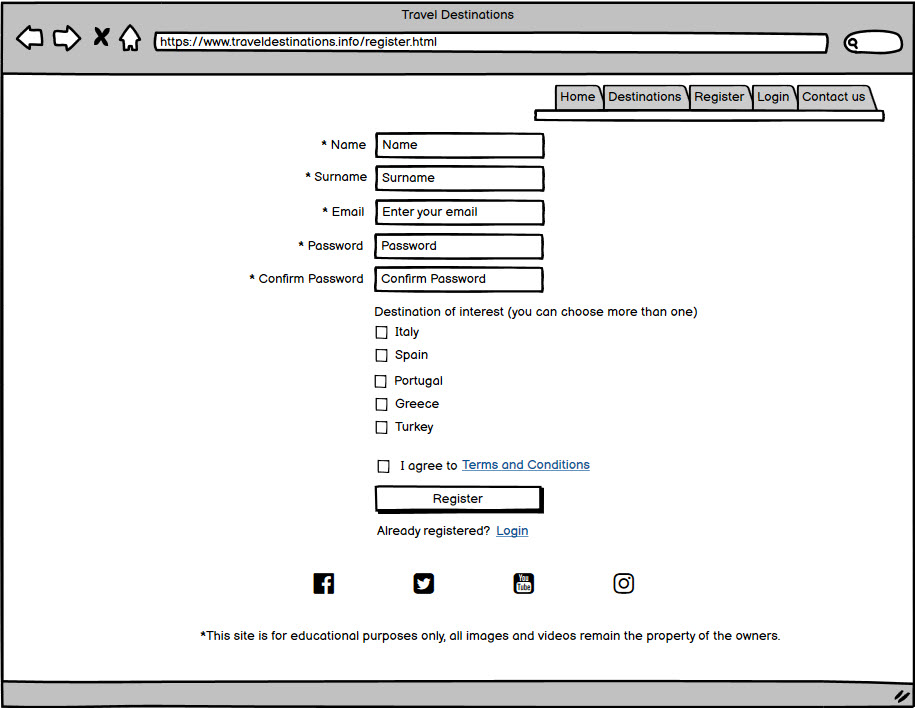 Travel Destinations
https://www.traveldestinations.info/register.html
Home Destinations Register Login Contact us
* Name Name
* Surname Surname
* Email Enter your email
* Password Password
* Confirm Password Confirm Password
Destination of interest (you can choose more than one)
Italy
Spain
Portugal
Greece
Turkey
I agree to Terms and Conditions
Register
Already registered? Login
You Tube
*This site is for educational purposes only, all images and videos remain the property of the owners.